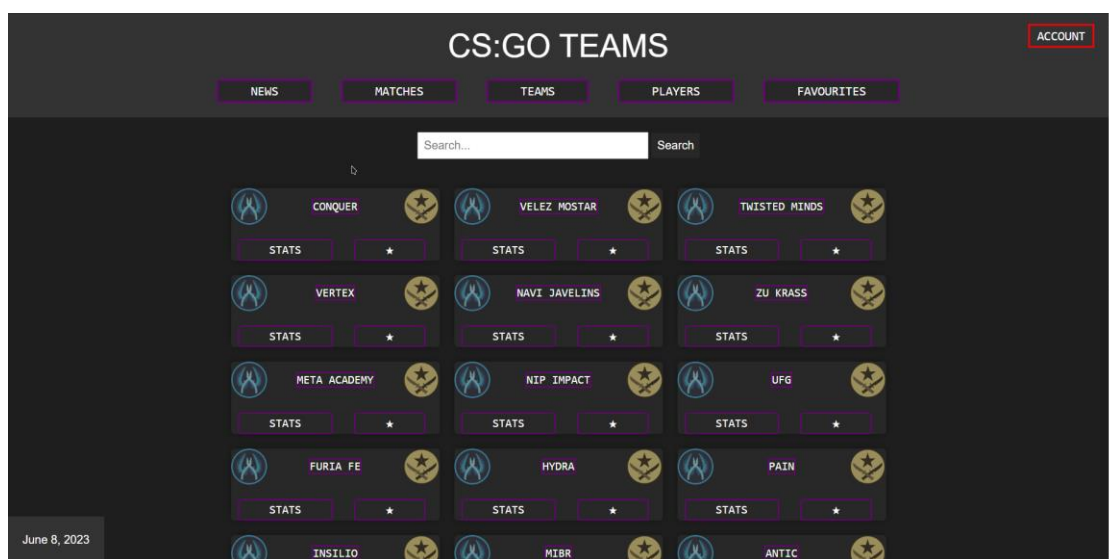 CS:GO TEAMS
ACCOUNT
NEWS MATCHES TEAMS PLAYERS FAVOURITES
Search... Search
CONQUER VELEZ MOSTAR TWISTED MINDS
STATS ★ STATS ★ STATS ★
VERTEX NAVI JAVELINS ZU KRASS
STATS ★ STATS ★ STATS ★
META ACADEMY NIP IMPACT UFG
STATS ★ STATS ★ STATS ★
FURIA FE HYDRA PAIN
STATS ★ STATS ★ STATS ★
June 8, 2023
INSILIO MIBR ANTIC